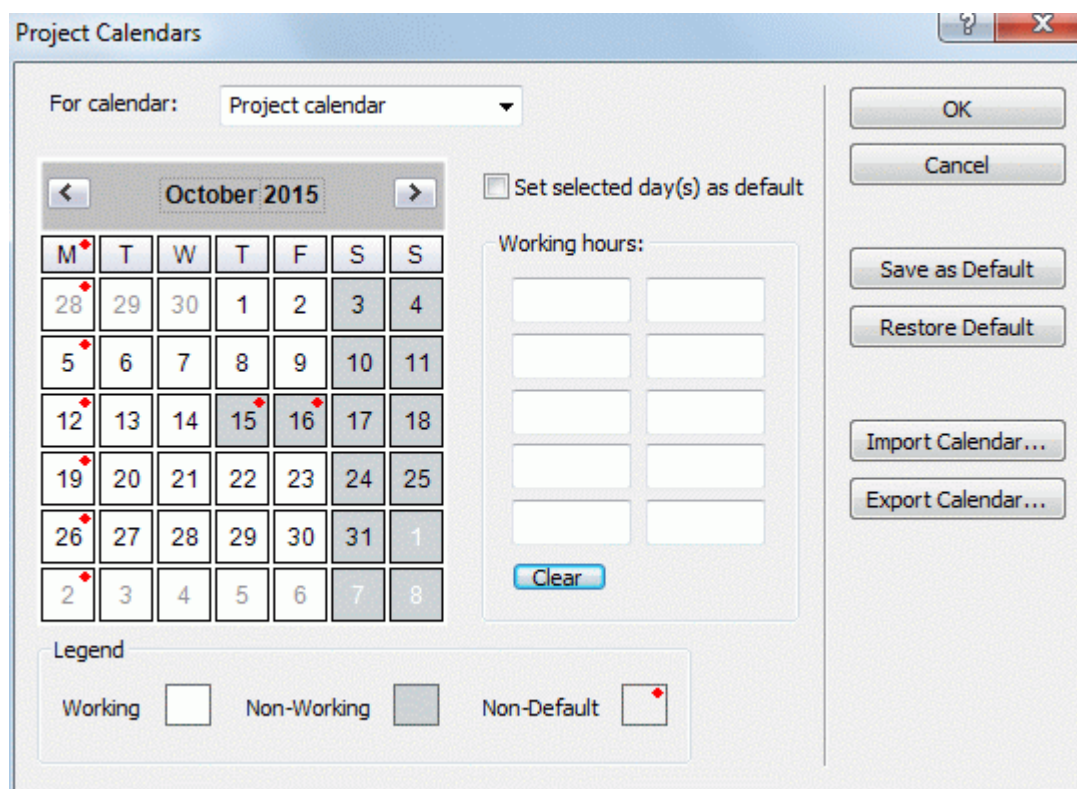 Project Calendars
?
X
For calendar: Project calendar
OK
Cancel
< October 2015 >
Set selected day(s) as default
M T W T F S S
28 29 30 1 2 3 4
5 6 7 8 9 10 11
12 13 14 15 16 17 18
19 20 21 22 23 24 25
26 27 28 29 30 31 1
2 3 4 5 6 7 8
Working hours:
Clear
Save as Default
Restore Default
Import Calendar...
Export Calendar...
Legend
Working Non-Working Non-Default